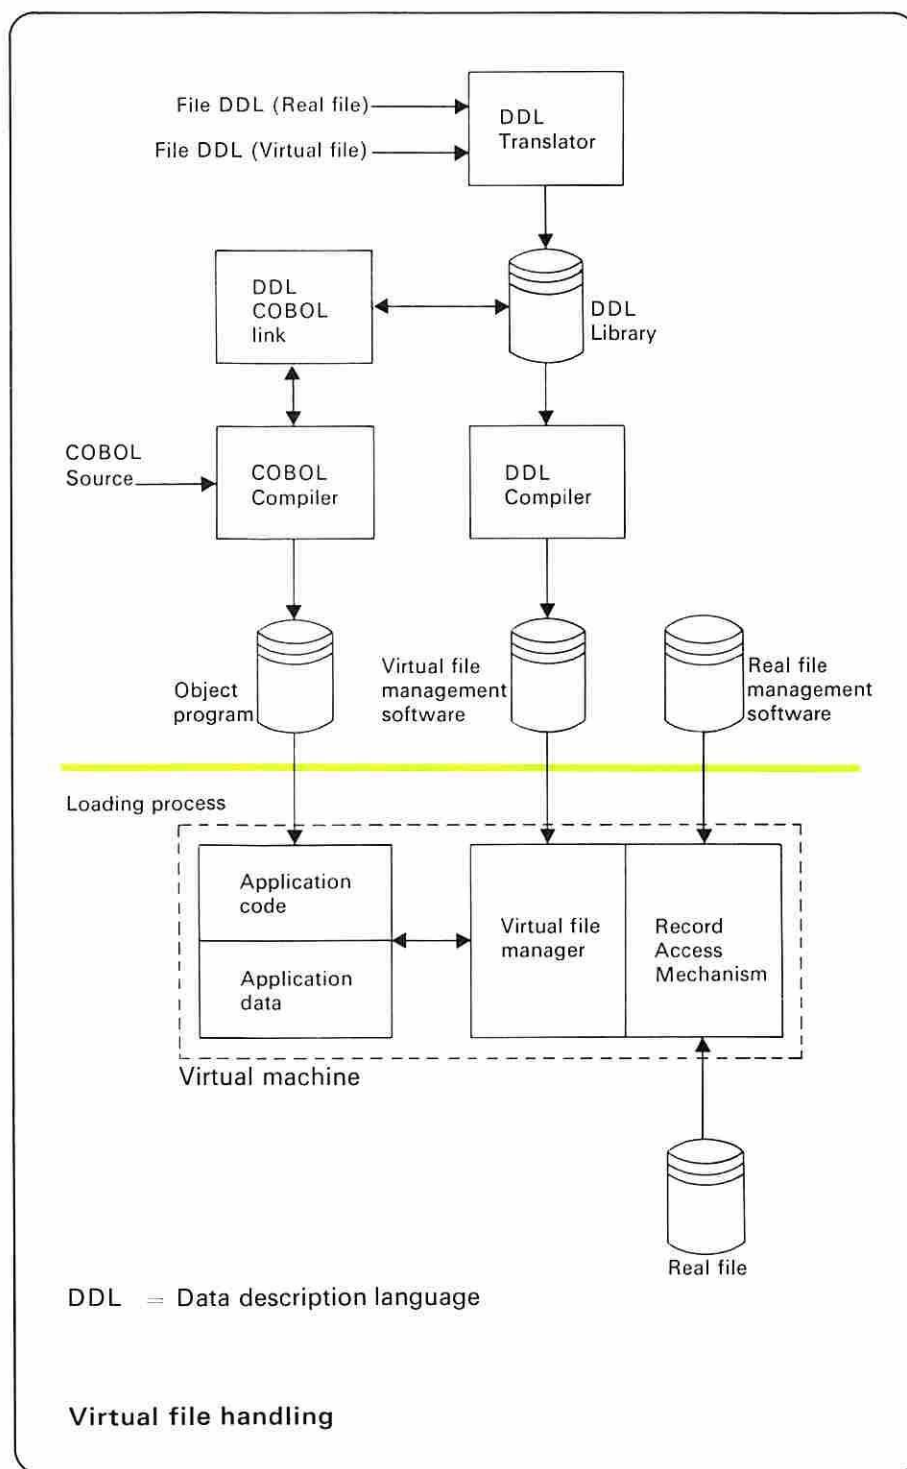 File DDL (Real file)
File DDL (Virtual file)
DDL
Translator
DDL
COBOL
link
DDL
Library
COBOL
Source
COBOL
Compiler
DDL
Compiler
Object
program
Virtual file
management
software
Real file
management
software
Loading process
Application
code
Application
data
Virtual file
manager
Record
Access
Mechanism
Virtual machine
Real file
DDL = Data description language
Virtual file handling